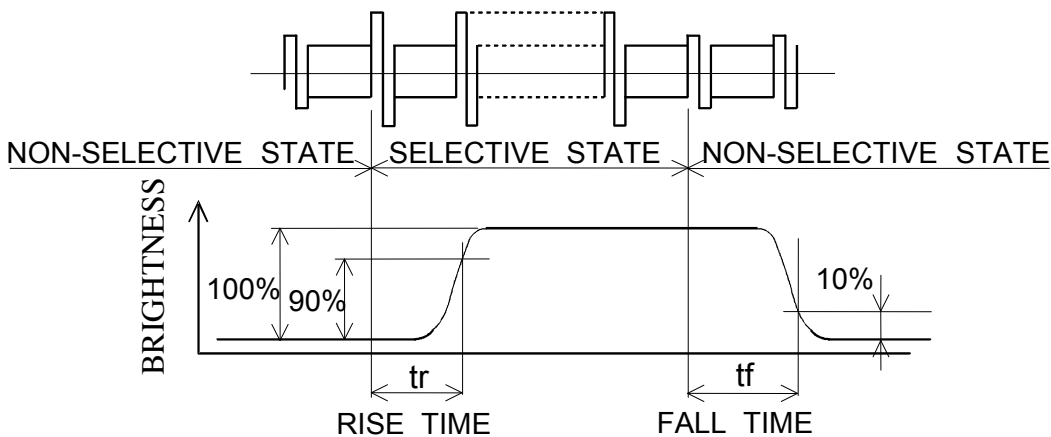 NON-SELECTIVE STATE SELECTIVE STATE NON-SELECTIVE STATE
BRIGHTNESS
100%
90%
10%
tr
tf
RISE TIME
FALL TIME